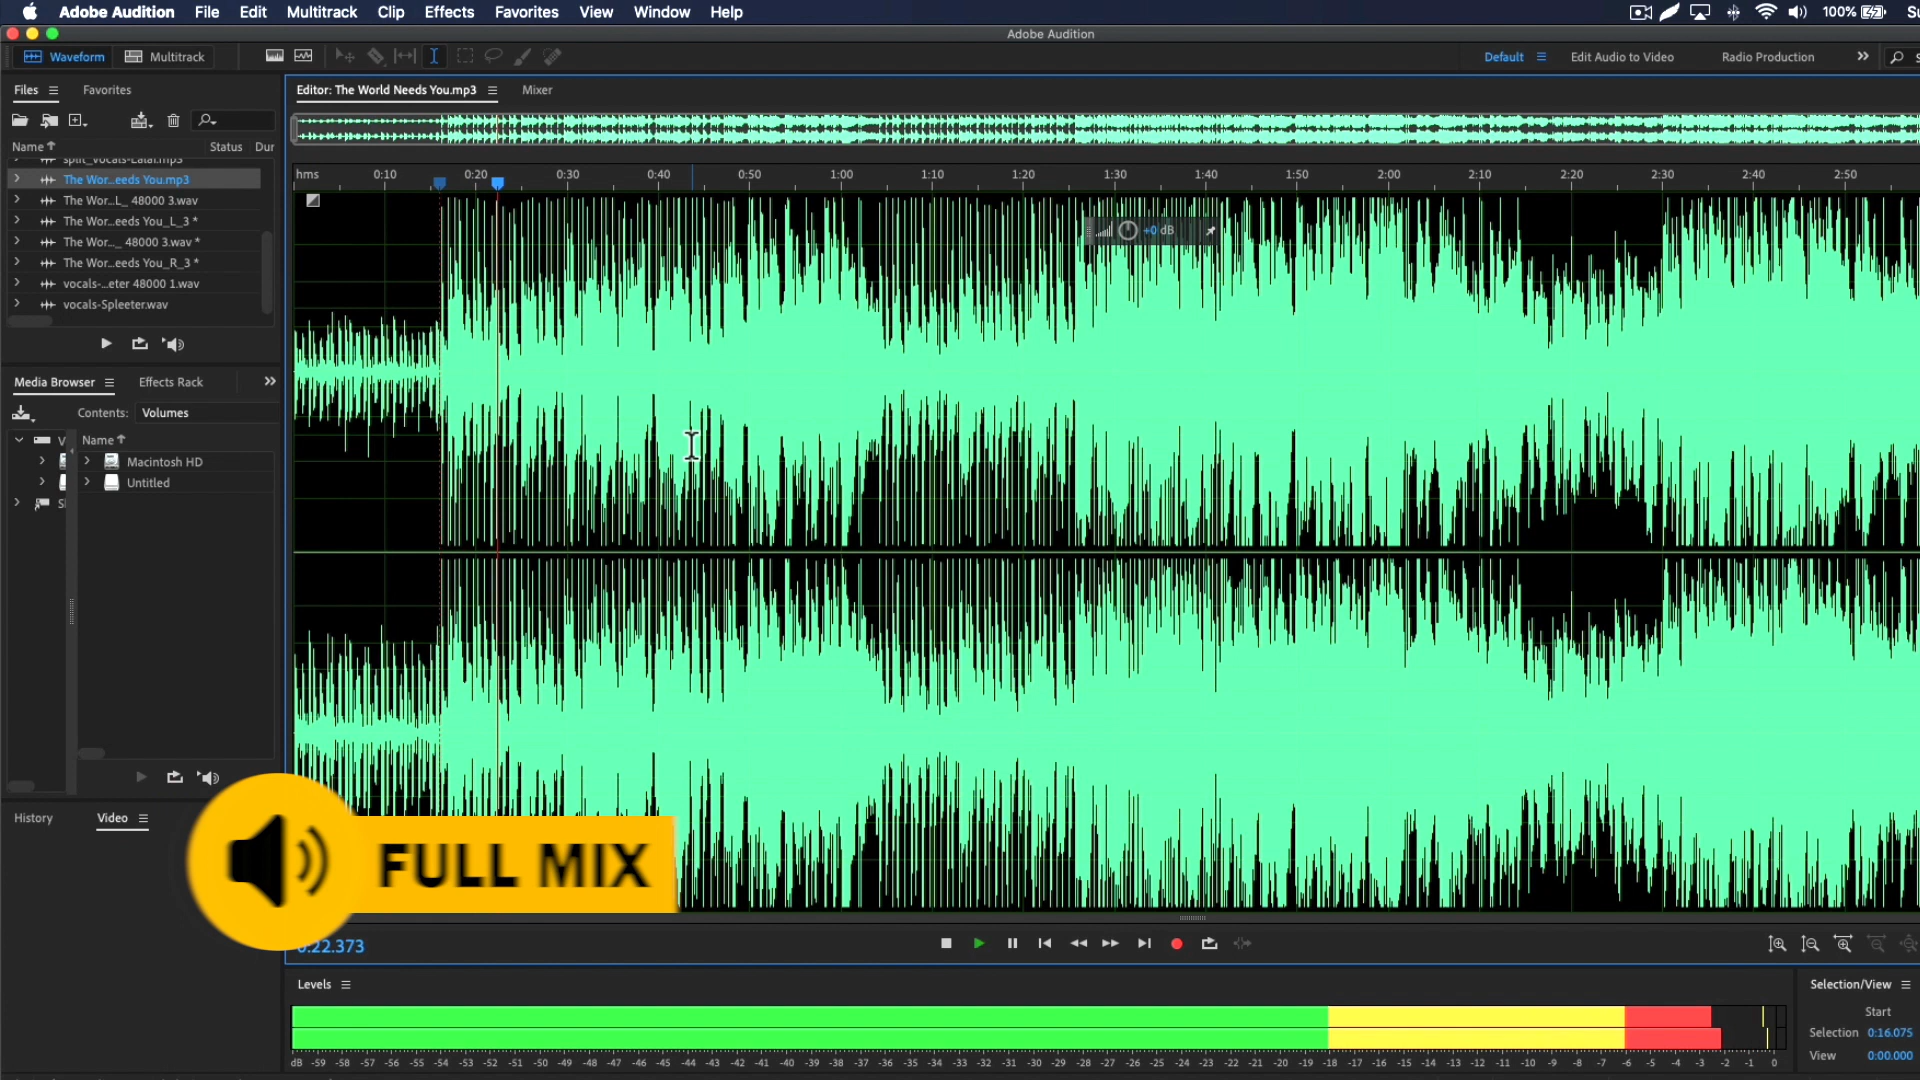 Adobe Audition File Edit Multitrack Clip Effects Favorites View Window Help 100%
Adobe Audition
Waveform Multitrack Default Edit Audio to Video Radio Production
Files Favorites Editor: The World Needs You.mp3 Mixer
Name Status Dur
split_vocals-Lalal.mp3
The Wor...eeds You.mp3
The Wor...L_ 48000 3.wav
The Wor...eeds You_L_3 *
The Wor..._ 48000 3.wav *
The Wor...eeds You_R_3 *
vocals-...eter 48000 1.wav
vocals-Spleeter.wav
hms 0:10 0:20 0:30 0:40 0:50 1:00 1:10 1:20 1:30 1:40 1:50 2:00 2:10 2:20 2:30 2:40 2:50
+0 dB
Media Browser Effects Rack
Contents: Volumes
Name
Macintosh HD
Untitled
History Video
FULL MIX
0:22.373
Levels
dB -59 -58 -57 -56 -55 -54 -53 -52 -51 -50 -49 -48 -47 -46 -45 -44 -43 -42 -41 -40 -39 -38 -37 -36 -35 -34 -33 -32 -31 -30 -29 -28 -27 -26 -25 -24 -23 -22 -21 -20 -19 -18 -17 -16 -15 -14 -13 -12 -11 -10 -9 -8 -7 -6 -5 -4 -3 -2 -1 0
Selection/View
Start
Selection 0:16.075
View 0:00.000